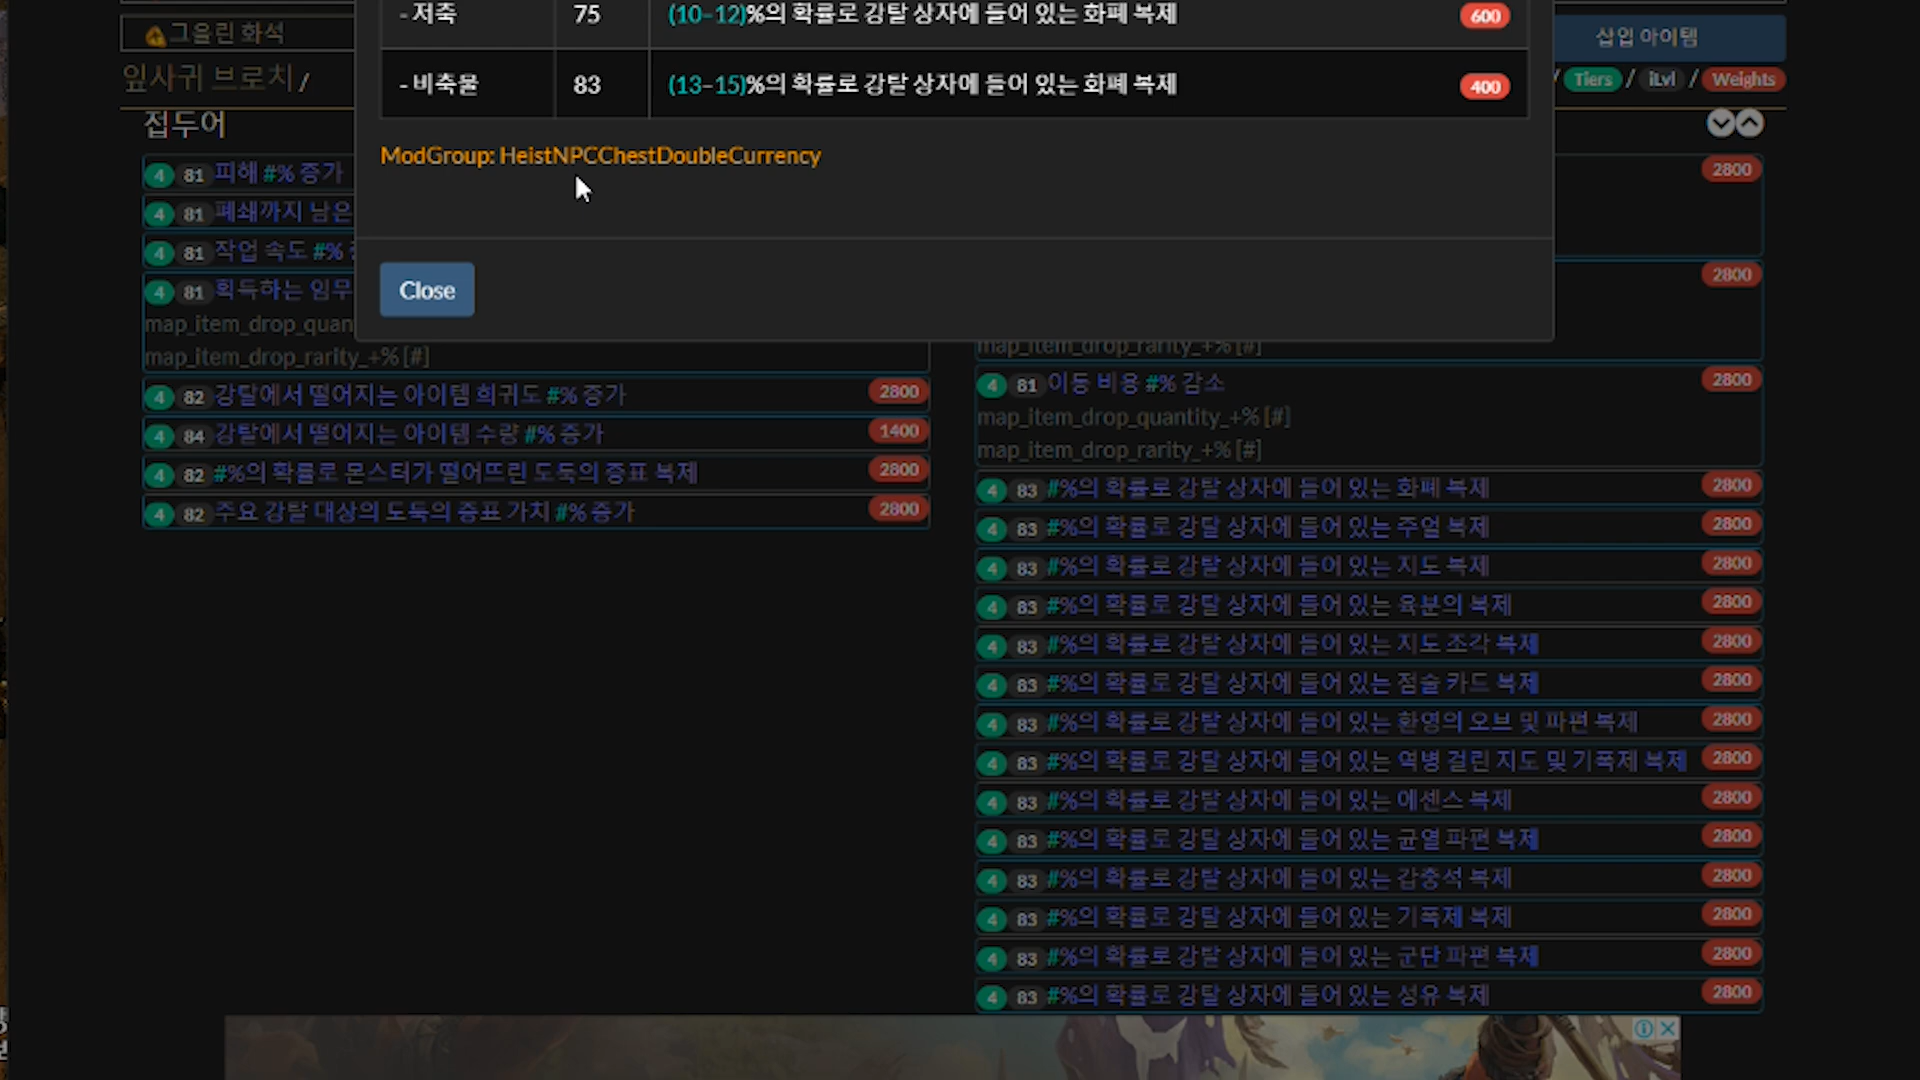 - 저축 75 (10–12)%의 확률로 강탈 상자에 들어 있는 화폐 복제 600
- 비축물 83 (13–15)%의 확률로 강탈 상자에 들어 있는 화폐 복제 400
ModGroup: HeistNPCChestDoubleCurrency
Close
그을린 화석
삽입 아이템
잎사귀 브로치 /
/ Tiers / iLvl / Weights
접두어
4 81 피해 #% 증가
4 81 폐쇄까지 남은
4 81 작업 속도 #%
4 81 획득하는 임무
map_item_drop_quan
map_item_drop_rarity_+% [#]
4 82 강탈에서 떨어지는 아이템 희귀도 #% 증가 2800
4 84 강탈에서 떨어지는 아이템 수량 #% 증가 1400
4 82 #%의 확률로 몬스터가 떨어뜨린 도둑의 증표 복제 2800
4 82 주요 강탈 대상의 도둑의 증표 가치 #% 증가 2800
2800
2800
map_item_drop_rarity_+% [#]
4 81 이동 비용 #% 감소 2800
map_item_drop_quantity_+% [#]
map_item_drop_rarity_+% [#]
4 83 #%의 확률로 강탈 상자에 들어 있는 화폐 복제 2800
4 83 #%의 확률로 강탈 상자에 들어 있는 주얼 복제 2800
4 83 #%의 확률로 강탈 상자에 들어 있는 지도 복제 2800
4 83 #%의 확률로 강탈 상자에 들어 있는 육분의 복제 2800
4 83 #%의 확률로 강탈 상자에 들어 있는 지도 조각 복제 2800
4 83 #%의 확률로 강탈 상자에 들어 있는 점술 카드 복제 2800
4 83 #%의 확률로 강탈 상자에 들어 있는 환영의 오브 및 파편 복제 2800
4 83 #%의 확률로 강탈 상자에 들어 있는 역병 걸린 지도 및 기폭제 복제 2800
4 83 #%의 확률로 강탈 상자에 들어 있는 에센스 복제 2800
4 83 #%의 확률로 강탈 상자에 들어 있는 균열 파편 복제 2800
4 83 #%의 확률로 강탈 상자에 들어 있는 갑충석 복제 2800
4 83 #%의 확률로 강탈 상자에 들어 있는 기폭제 복제 2800
4 83 #%의 확률로 강탈 상자에 들어 있는 군단 파편 복제 2800
4 83 #%의 확률로 강탈 상자에 들어 있는 성유 복제 2800